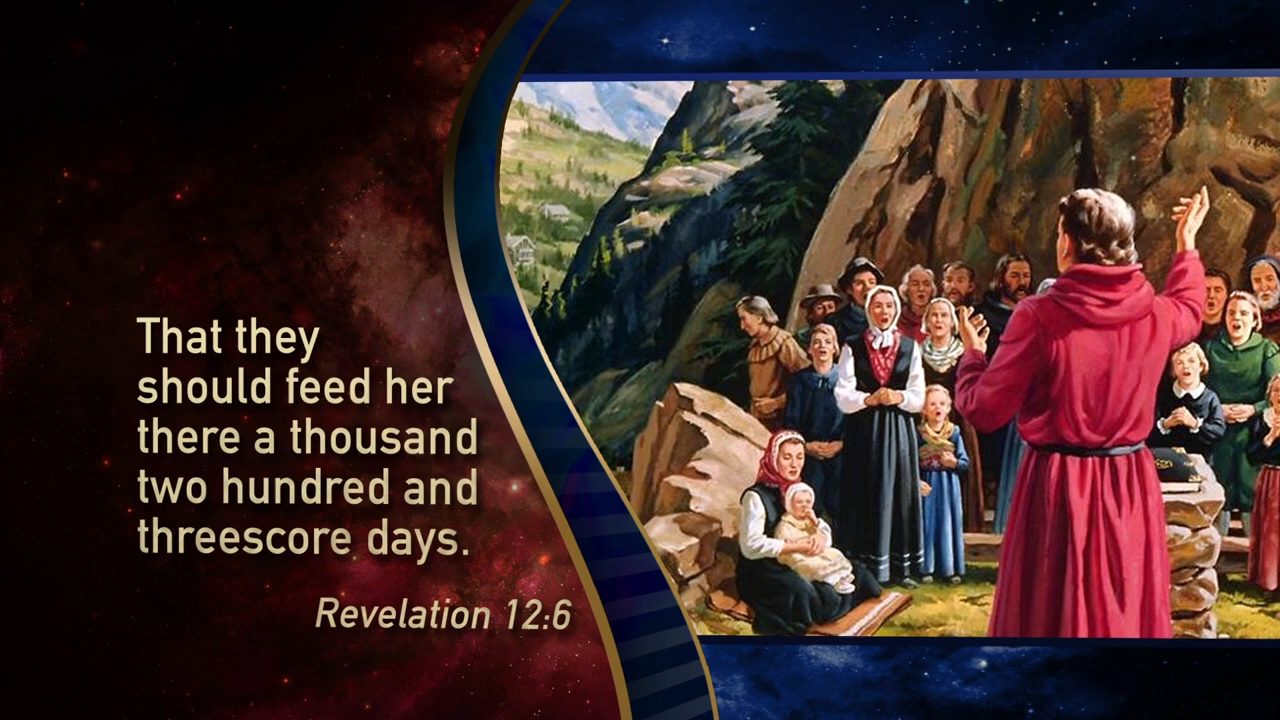 That they
should feed her
there a thousand
two hundred and
threescore days.
Revelation 12:6